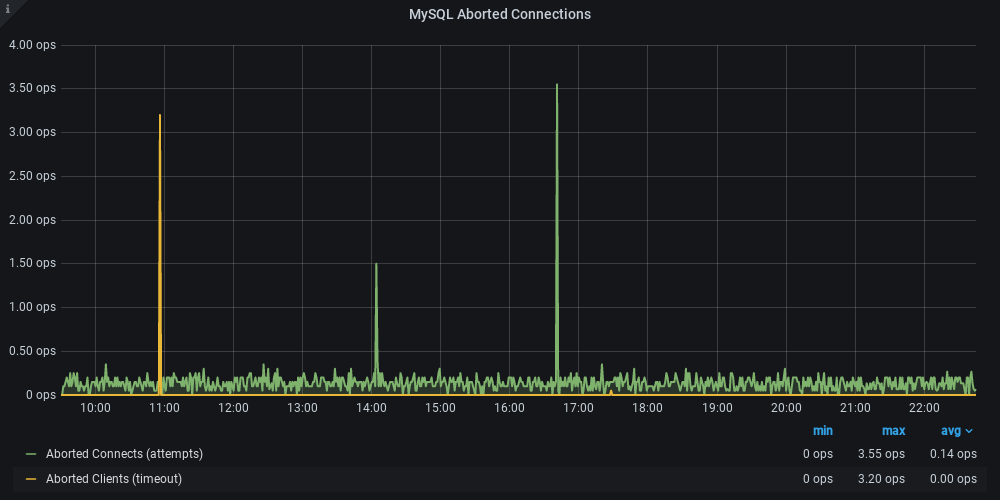 i
MySQL Aborted Connections
4.00 ops
3.50 ops
3.00 ops
2.50 ops
2.00 ops
1.50 ops
1.00 ops
0.50 ops
0 ops
10:00 11:00 12:00 13:00 14:00 15:00 16:00 17:00 18:00 19:00 20:00 21:00 22:00
min max avg
Aborted Connects (attempts) 0 ops 3.55 ops 0.14 ops
Aborted Clients (timeout) 0 ops 3.20 ops 0.00 ops